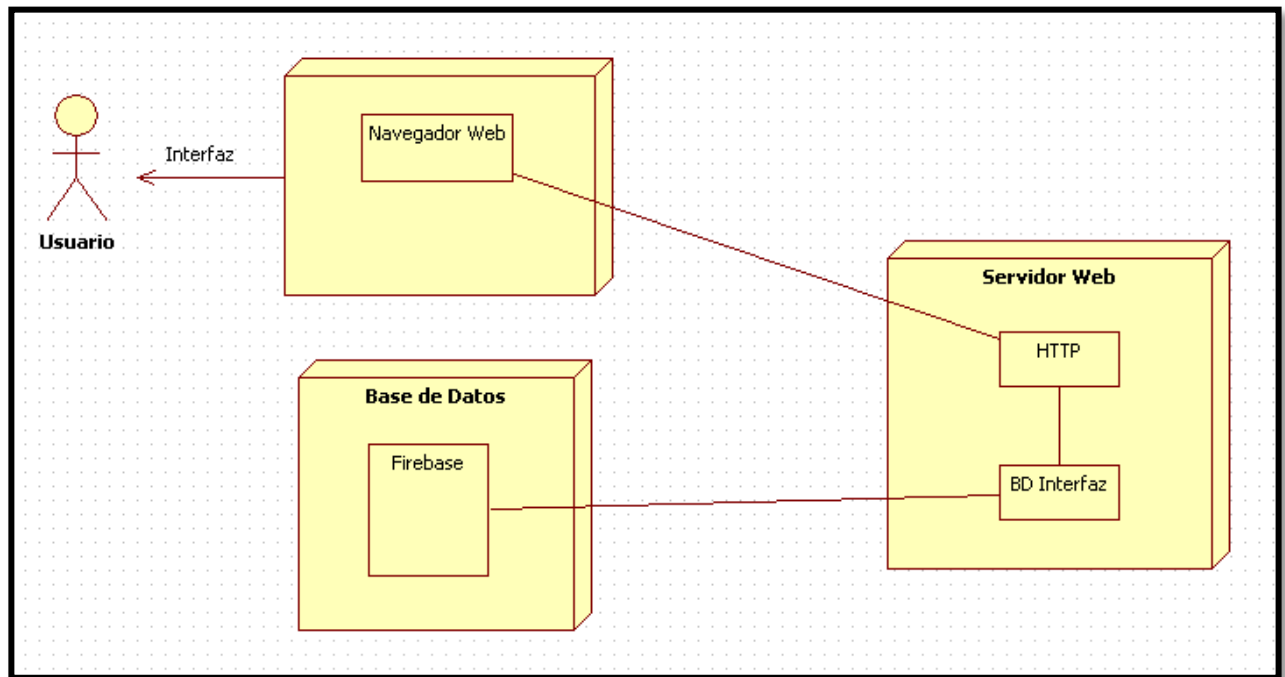 Navegador Web
Interfaz
Usuario
Servidor Web
HTTP
Base de Datos
Firebase
BD Interfaz